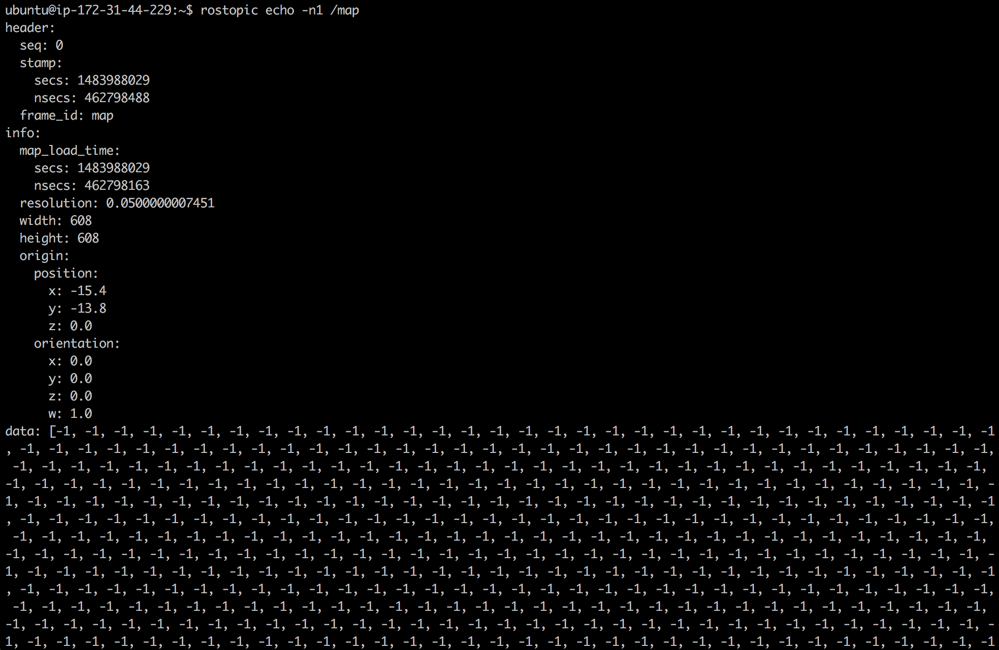 ubuntu@ip-172-31-44-229:~$ rostopic echo -n1 /map
header:
  seq: 0
  stamp:
    secs: 1483988029
    nsecs: 462798488
  frame_id: map
info:
  map_load_time:
    secs: 1483988029
    nsecs: 462798163
  resolution: 0.0500000007451
  width: 608
  height: 608
  origin:
    position:
      x: -15.4
      y: -13.8
      z: 0.0
    orientation:
      x: 0.0
      y: 0.0
      z: 0.0
      w: 1.0
data: [-1, -1, -1, -1, -1, -1, -1, -1, -1, -1, -1, -1, -1, -1, -1, -1, -1, -1, -1, -1, -1, -1, -1, -1, -1, -1, -1, -1, -1, -1, -1, -1, -1
, -1, -1, -1, -1, -1, -1, -1, -1, -1, -1, -1, -1, -1, -1, -1, -1, -1, -1, -1, -1, -1, -1, -1, -1, -1, -1, -1, -1, -1, -1, -1, -1, -1, -1,
 -1, -1, -1, -1, -1, -1, -1, -1, -1, -1, -1, -1, -1, -1, -1, -1, -1, -1, -1, -1, -1, -1, -1, -1, -1, -1, -1, -1, -1, -1, -1, -1, -1, -1,
-1, -1, -1, -1, -1, -1, -1, -1, -1, -1, -1, -1, -1, -1, -1, -1, -1, -1, -1, -1, -1, -1, -1, -1, -1, -1, -1, -1, -1, -1, -1, -1, -1, -1, -
1, -1, -1, -1, -1, -1, -1, -1, -1, -1, -1, -1, -1, -1, -1, -1, -1, -1, -1, -1, -1, -1, -1, -1, -1, -1, -1, -1, -1, -1, -1, -1, -1, -1, -1
, -1, -1, -1, -1, -1, -1, -1, -1, -1, -1, -1, -1, -1, -1, -1, -1, -1, -1, -1, -1, -1, -1, -1, -1, -1, -1, -1, -1, -1, -1, -1, -1, -1, -1,
 -1, -1, -1, -1, -1, -1, -1, -1, -1, -1, -1, -1, -1, -1, -1, -1, -1, -1, -1, -1, -1, -1, -1, -1, -1, -1, -1, -1, -1, -1, -1, -1, -1, -1,
-1, -1, -1, -1, -1, -1, -1, -1, -1, -1, -1, -1, -1, -1, -1, -1, -1, -1, -1, -1, -1, -1, -1, -1, -1, -1, -1, -1, -1, -1, -1, -1, -1, -1, -
1, -1, -1, -1, -1, -1, -1, -1, -1, -1, -1, -1, -1, -1, -1, -1, -1, -1, -1, -1, -1, -1, -1, -1, -1, -1, -1, -1, -1, -1, -1, -1, -1, -1, -1
, -1, -1, -1, -1, -1, -1, -1, -1, -1, -1, -1, -1, -1, -1, -1, -1, -1, -1, -1, -1, -1, -1, -1, -1, -1, -1, -1, -1, -1, -1, -1, -1, -1, -1,
 -1, -1, -1, -1, -1, -1, -1, -1, -1, -1, -1, -1, -1, -1, -1, -1, -1, -1, -1, -1, -1, -1, -1, -1, -1, -1, -1, -1, -1, -1, -1, -1, -1, -1,
-1, -1, -1, -1, -1, -1, -1, -1, -1, -1, -1, -1, -1, -1, -1, -1, -1, -1, -1, -1, -1, -1, -1, -1, -1, -1, -1, -1, -1, -1, -1, -1, -1, -1, -
1, -1, -1, -1, -1, -1, -1, -1, -1, -1, -1, -1, -1, -1, -1, -1, -1, -1, -1, -1, -1, -1, -1, -1, -1, -1, -1, -1, -1, -1, -1, -1, -1, -1, -1